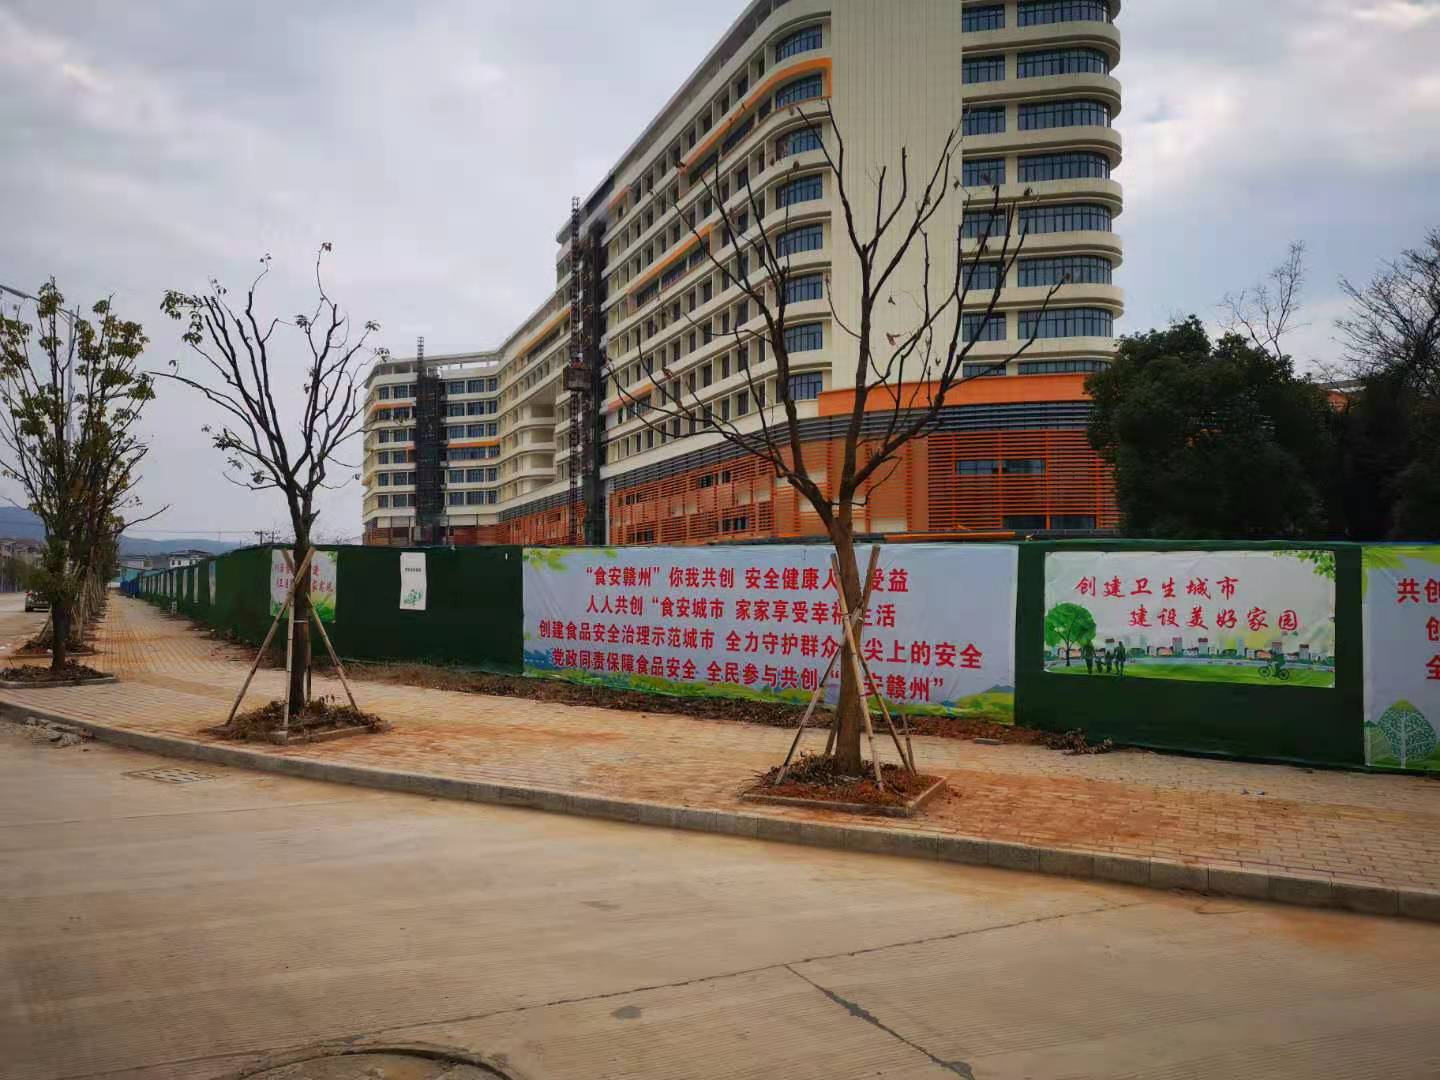 "食安赣州"你我共创 安全健康人 受益
人人共创"食安城市 家家享受幸福生活
创建食品安全治理示范城市 全力守护群众 尖上的安全
党政同责保障食品安全 全民参与共创" 安赣州"
创建卫生城市
建设美好家园
共创
创
全